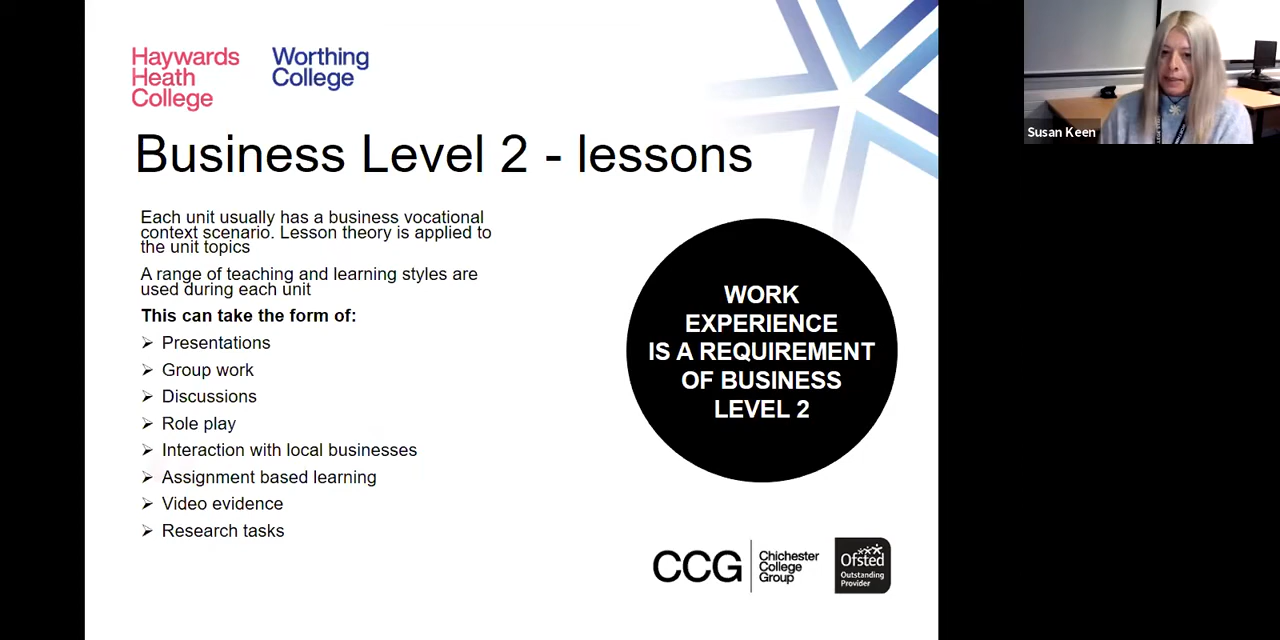 Haywards
Heath
College
Worthing
College
Business Level 2 - lessons
Each unit usually has a business vocational
context scenario. Lesson theory is applied to
the unit topics
A range of teaching and learning styles are
used during each unit
This can take the form of:
Presentations
Group work
Discussions
Role play
Interaction with local businesses
Assignment based learning
Video evidence
Research tasks
WORK
EXPERIENCE
IS A REQUIREMENT
OF BUSINESS
LEVEL 2
CCG
Chichester
College
Group
Ofsted
Outstanding
Provider
Susan Keen